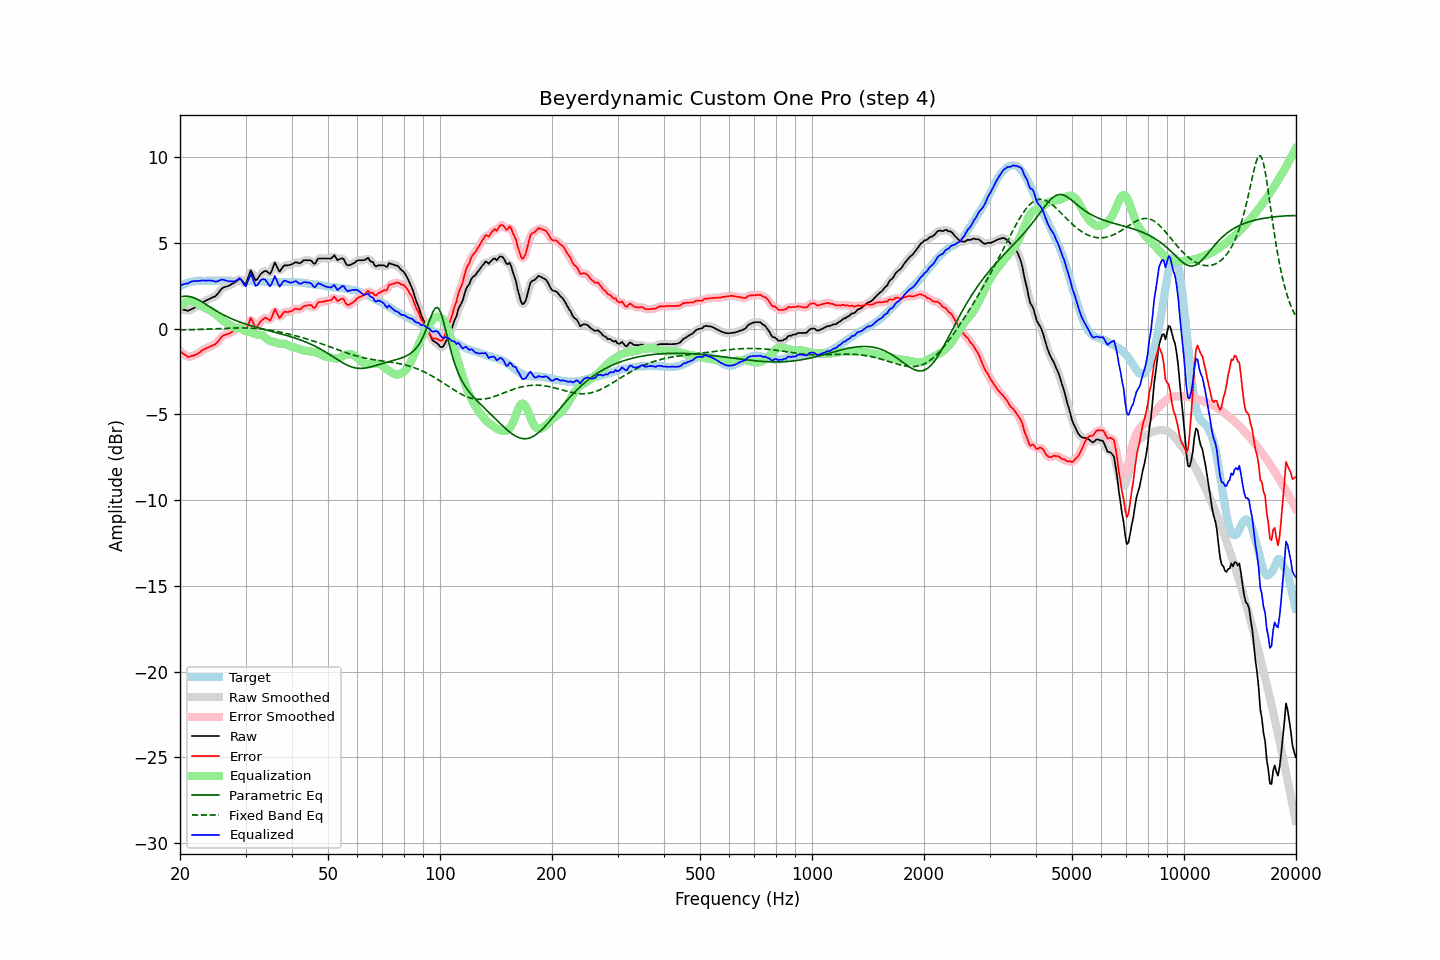 Beyerdynamic Custom One Pro (step 4)
10
5
0
−5
−10
−15
−20
−25
−30
Amplitude (dBr)
Target
Raw Smoothed
Error Smoothed
Raw
Error
Equalization
Parametric Eq
Fixed Band Eq
Equalized
20 50 100 200 500 1000 2000 5000 10000 20000
Frequency (Hz)